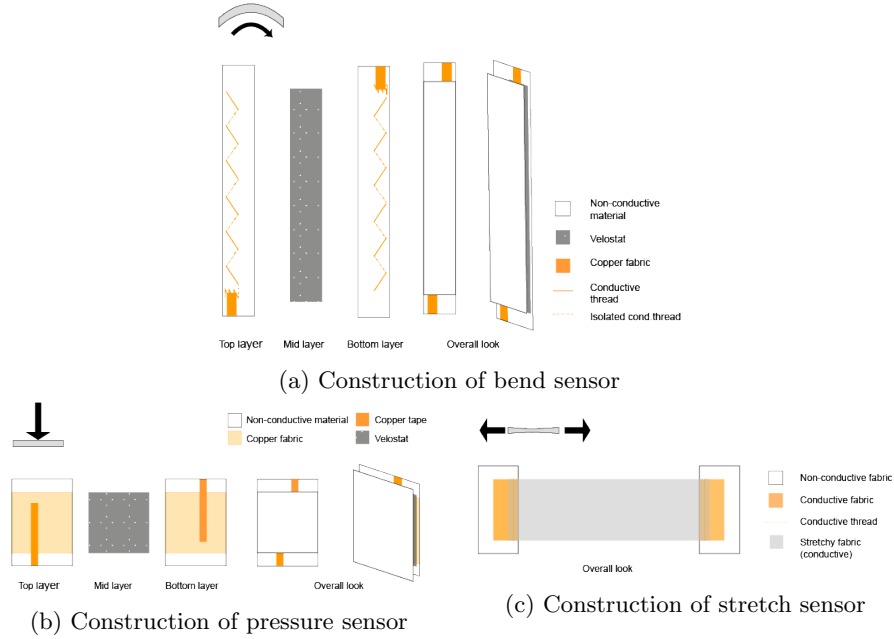 Non-conductive
material
Velostat
Copper fabric
Conductive
thread
Isolated cond thread
Top layer Mid layer Bottom layer Overall look
(a) Construction of bend sensor
Non-conductive material Copper tape
Copper fabric Velostat
Top layer Mid layer Bottom layer Overall look
(b) Construction of pressure sensor
Non-conductive fabric
Conductive fabric
Conductive thread
Stretchy fabric
(conductive)
Overall look
(c) Construction of stretch sensor